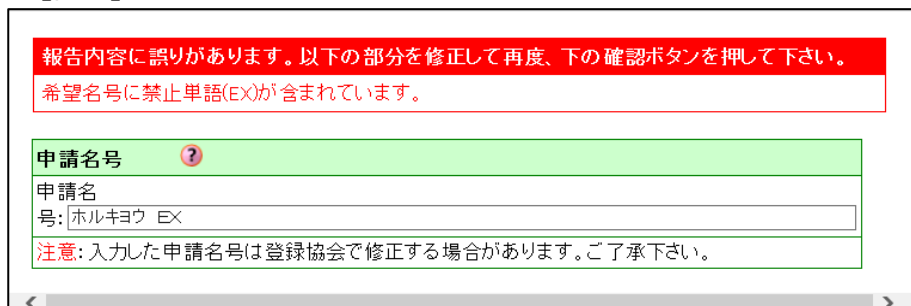 報告内容に誤りがあります。以下の部分を修正して再度、下の確認ボタンを押して下さい。
希望名号に禁止単語(EX)が含まれています。
申請名号 ?
申請名
号: ホルキヨウ EX
注意: 入力した申請名号は登録協会で修正する場合があります。ご了承下さい。